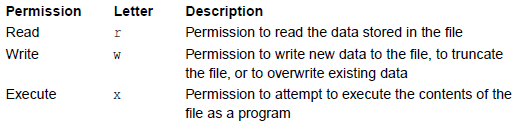 Permission Letter Description
Read r Permission to read the data stored in the file
Write w Permission to write new data to the file, to truncate
the file, or to overwrite existing data
Execute x Permission to attempt to execute the contents of the
file as a program